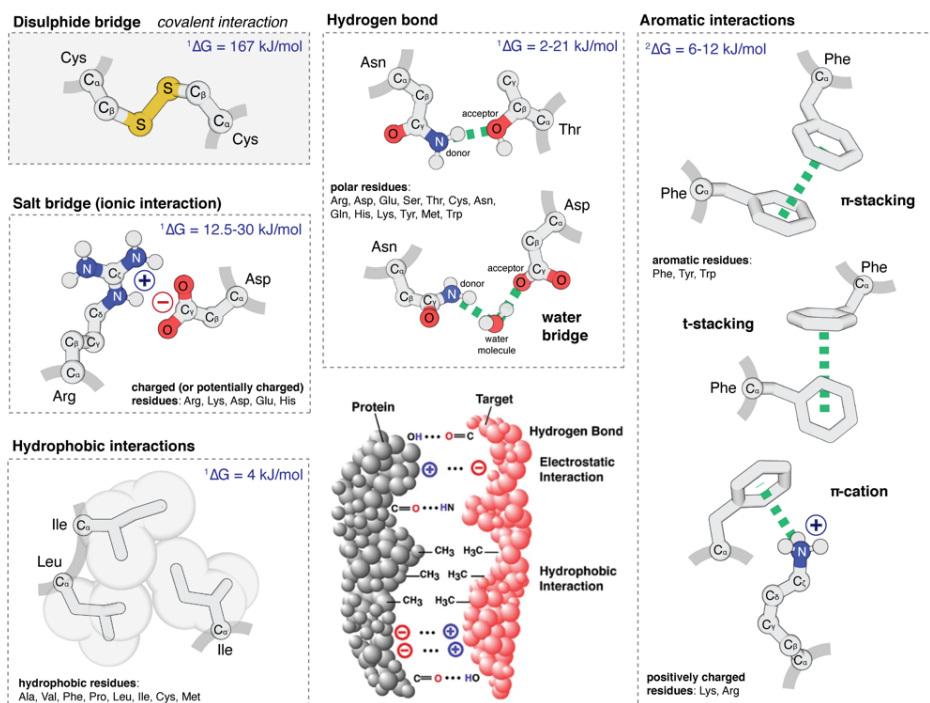 Disulphide bridge covalent interaction
¹ΔG = 167 kJ/mol
Cys
Cα
Cβ
S
S
Cβ
Cα
Cys
Salt bridge (ionic interaction)
¹ΔG = 12.5-30 kJ/mol
N
Cζ
N
N
+
−
O
O
Cγ
Cβ
Cα
Asp
Cδ
Cβ
Cγ
Cα
Arg
charged (or potentially charged)
residues: Arg, Lys, Asp, Glu, His
Hydrophobic interactions
¹ΔG = 4 kJ/mol
Ile
Cα
Leu
Cα
Cα
Ile
hydrophobic residues:
Ala, Val, Phe, Pro, Leu, Ile, Cys, Met
Hydrogen bond
¹ΔG = 2-21 kJ/mol
Asn
Cα
Cβ
Cγ
O
N
donor
acceptor
O
Cγ
Cβ
Cα
Thr
polar residues:
Arg, Asp, Glu, Ser, Thr, Cys, Asn,
Gln, His, Lys, Tyr, Met, Trp
Asn
Cα
Cβ
Cγ
O
N
donor
Asp
Cα
Cβ
acceptor
Cγ
O
O
water
molecule
water
bridge
Protein
Target
OH ••• O=C
Hydrogen Bond
+ ••• −
Electrostatic
Interaction
C=O ••• HN
CH3 H3C
CH3 H3C
CH3 H3C
Hydrophobic
Interaction
− ••• +
− ••• +
C=O ••• HO
Aromatic interactions
²ΔG = 6-12 kJ/mol
Phe
Cα
Phe
Cα
π-stacking
aromatic residues:
Phe, Tyr, Trp
Phe
Cα
t-stacking
Phe
Cα
π-cation
Cα
+
N
Cζ
Cδ
Cγ
Cβ
Cα
positively charged
residues: Lys, Arg